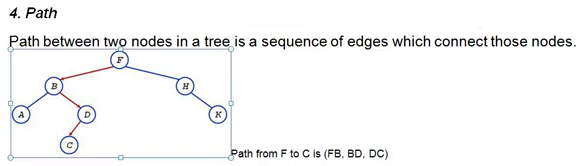 4. Path
Path between two nodes in a tree is a sequence of edges which connect those nodes.
F
B
H
A
D
K
C
Path from F to C is (FB, BD, DC)